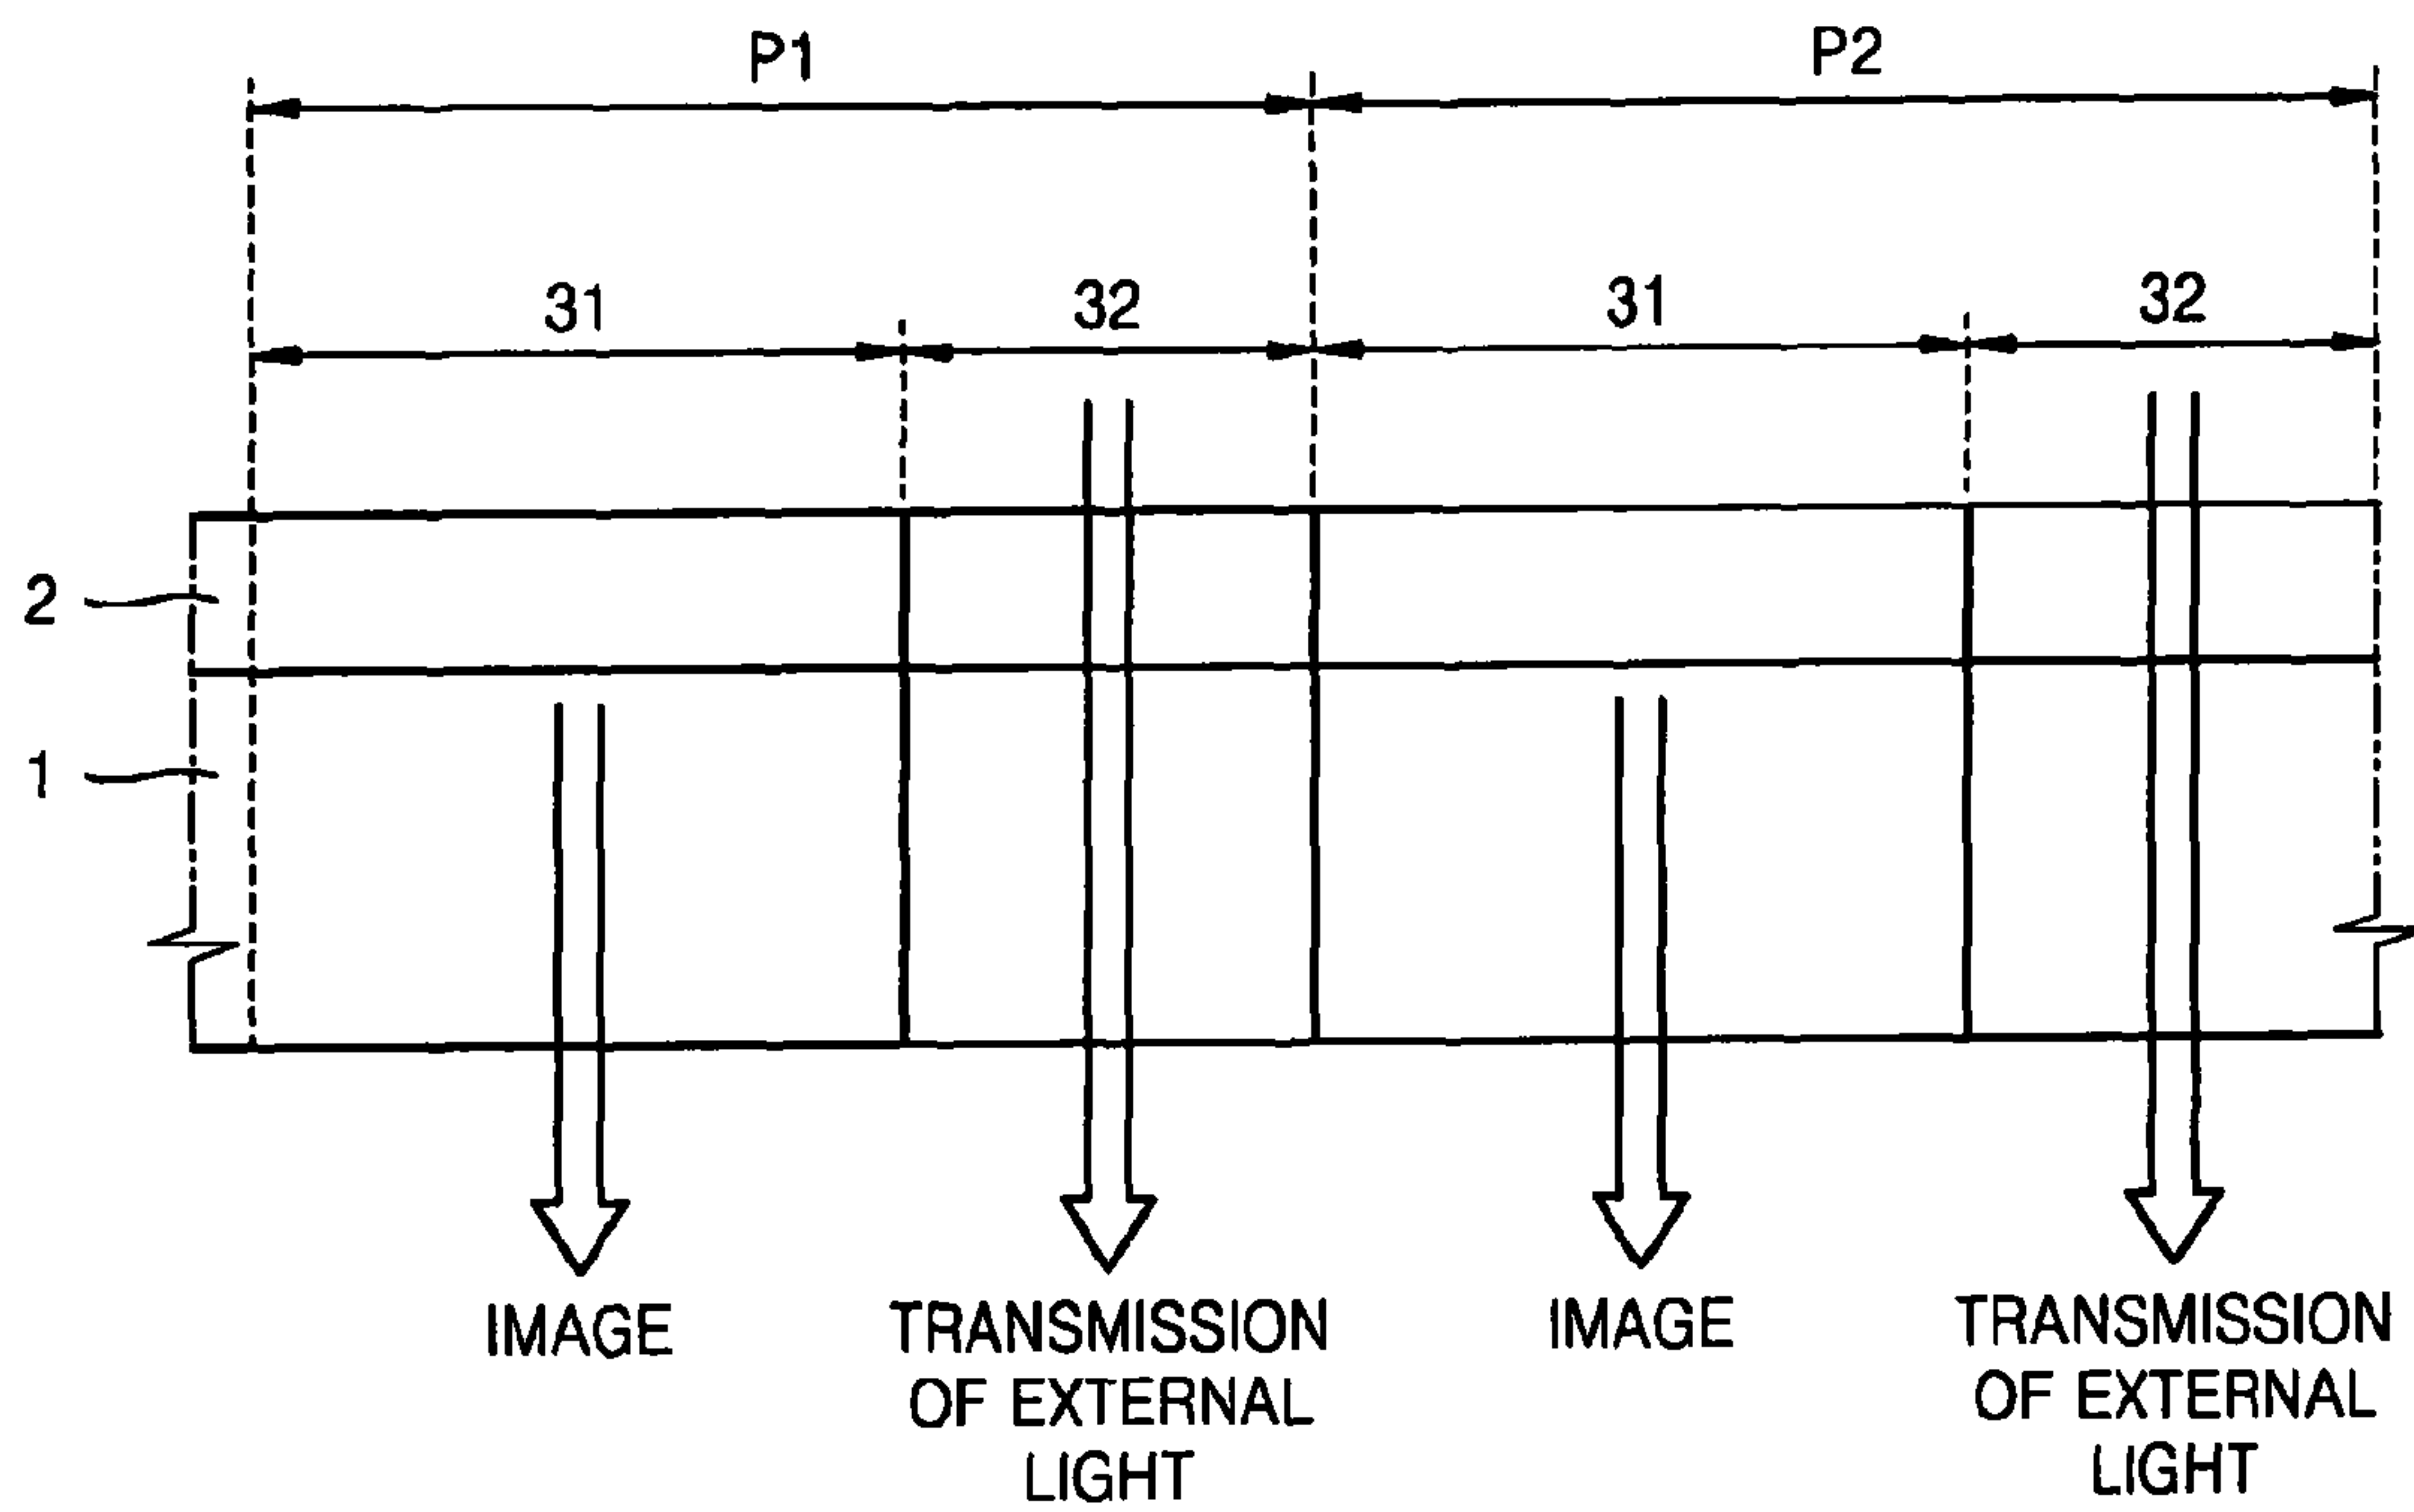 P1
P2
31
32
31
32
2
1
IMAGE
TRANSMISSION
OF EXTERNAL
LIGHT
IMAGE
TRANSMISSION
OF EXTERNAL
LIGHT